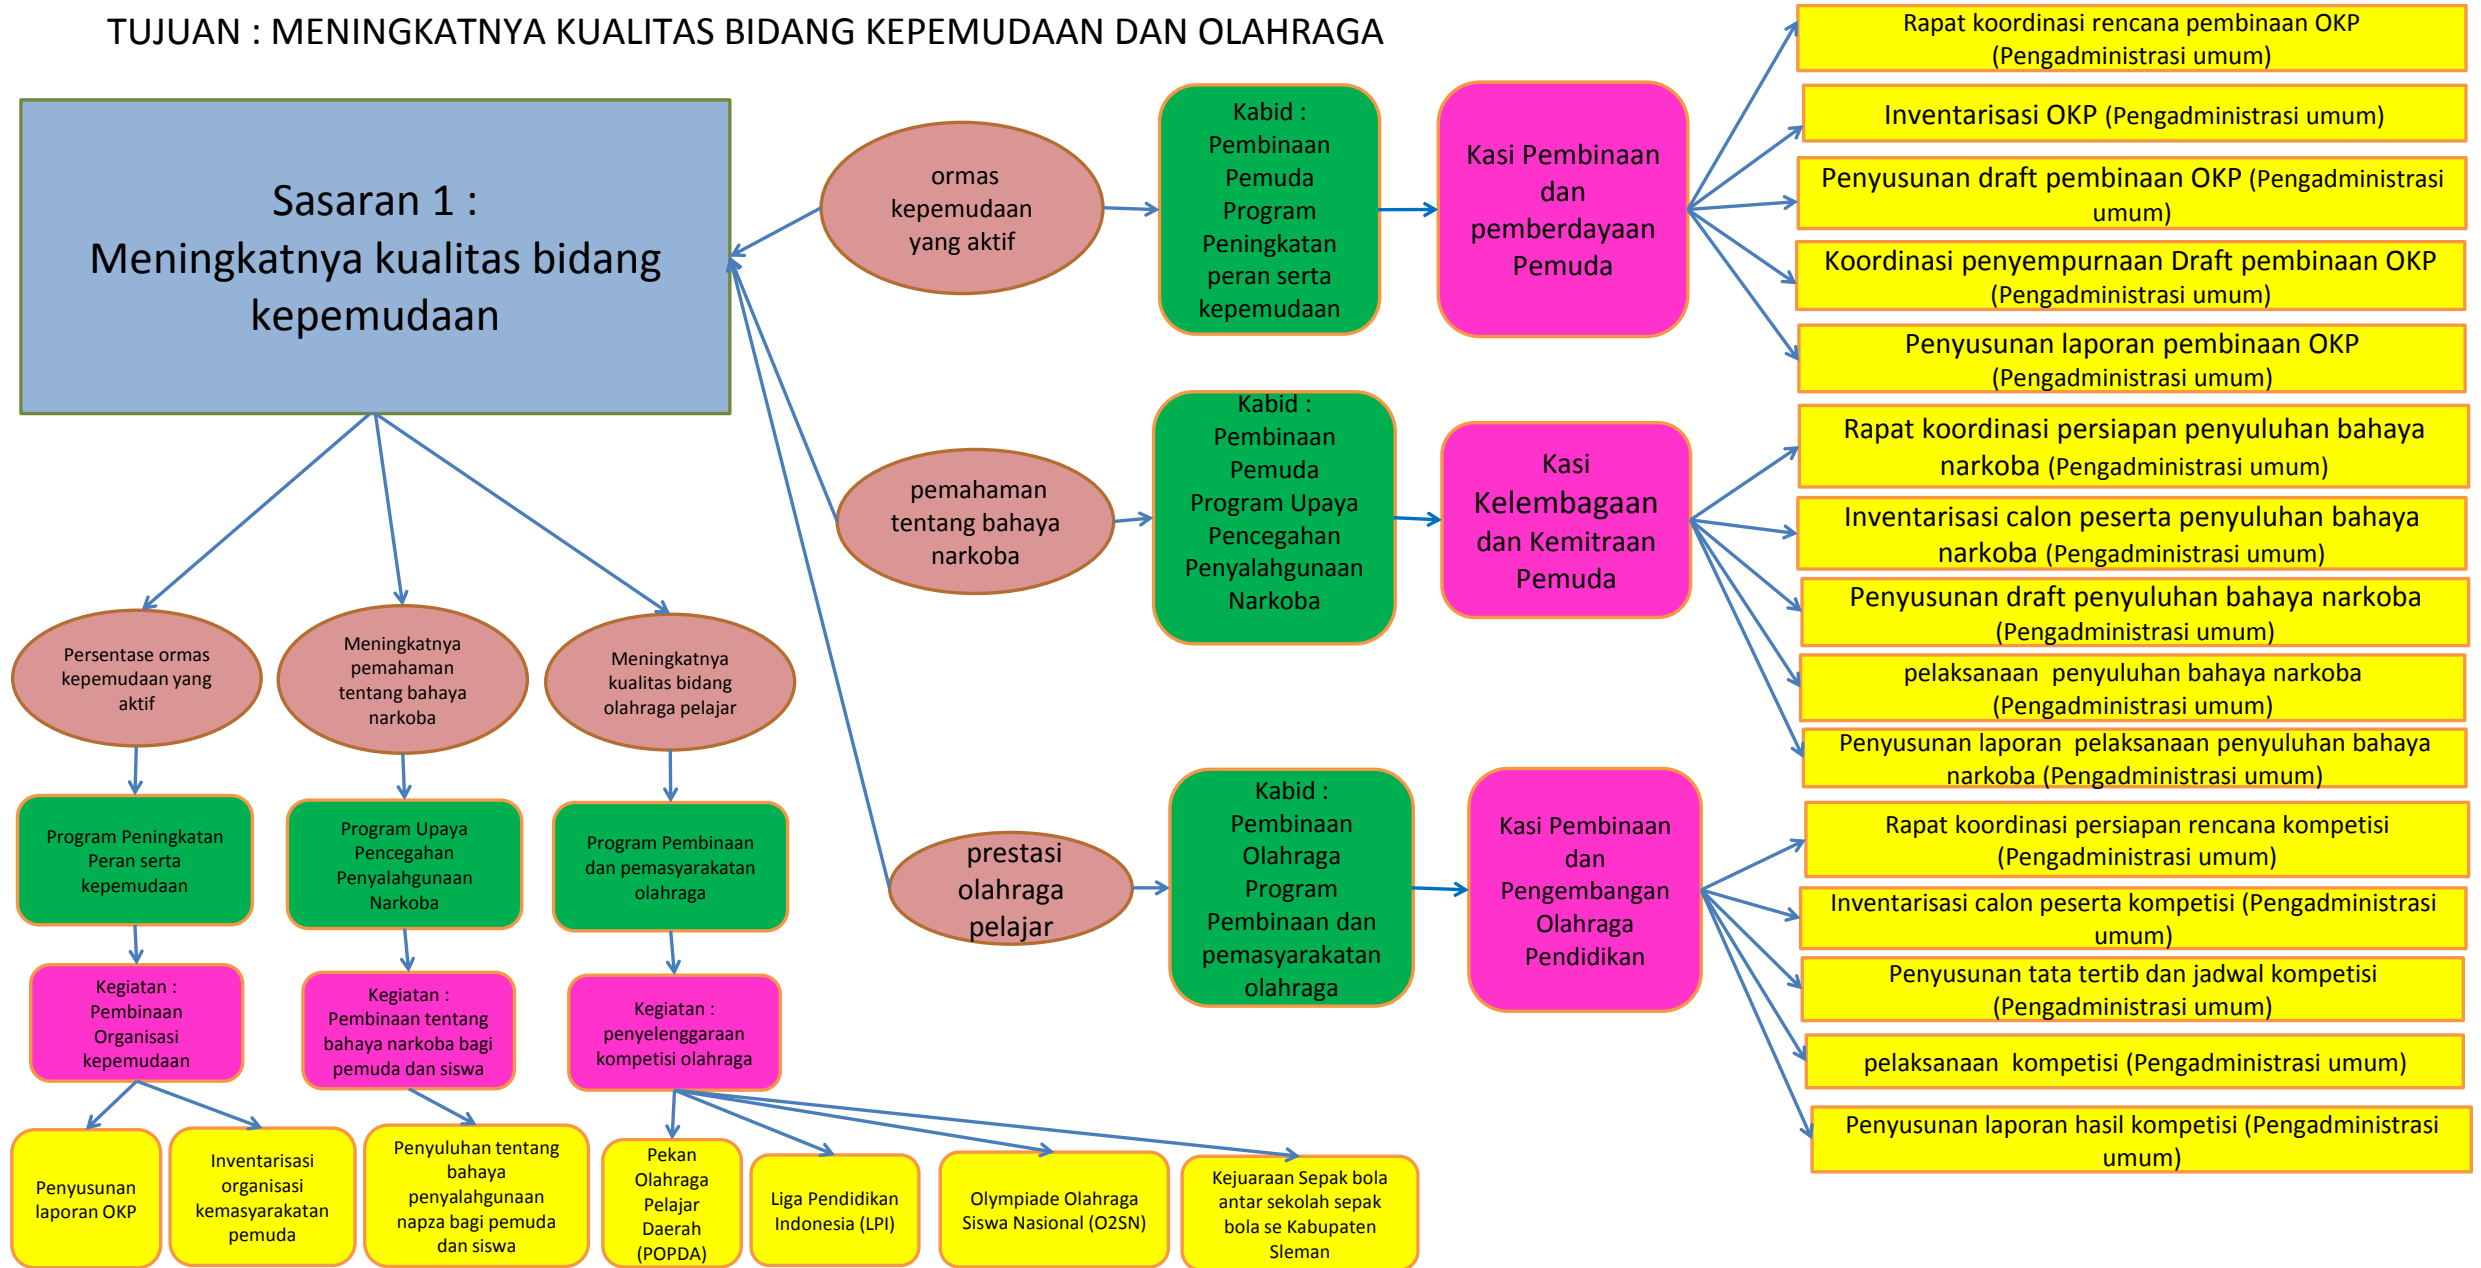 TUJUAN : MENINGKATNYA KUALITAS BIDANG KEPEMUDAAN DAN OLAHRAGA
Sasaran 1 :
Meningkatnya kualitas bidang
kepemudaan
ormas
kepemudaan
yang aktif
Kabid :
Pembinaan
Pemuda
Program
Peningkatan
peran serta
kepemudaan
Kasi Pembinaan
dan
pemberdayaan
Pemuda
Rapat koordinasi rencana pembinaan OKP
(Pengadministrasi umum)
Inventarisasi OKP (Pengadministrasi umum)
Penyusunan draft pembinaan OKP (Pengadministrasi
umum)
Koordinasi penyempurnaan Draft pembinaan OKP
(Pengadministrasi umum)
Penyusunan laporan pembinaan OKP
(Pengadministrasi umum)
pemahaman
tentang bahaya
narkoba
Kabid :
Pembinaan
Pemuda
Program Upaya
Pencegahan
Penyalahgunaan
Narkoba
Kasi
Kelembagaan
dan Kemitraan
Pemuda
Rapat koordinasi persiapan penyuluhan bahaya
narkoba (Pengadministrasi umum)
Inventarisasi calon peserta penyuluhan bahaya
narkoba (Pengadministrasi umum)
Penyusunan draft penyuluhan bahaya narkoba
(Pengadministrasi umum)
pelaksanaan  penyuluhan bahaya narkoba
(Pengadministrasi umum)
Penyusunan laporan  pelaksanaan penyuluhan bahaya
narkoba (Pengadministrasi umum)
prestasi
olahraga
pelajar
Kabid :
Pembinaan
Olahraga
Program
Pembinaan dan
pemasyarakatan
olahraga
Kasi Pembinaan
dan
Pengembangan
Olahraga
Pendidikan
Rapat koordinasi persiapan rencana kompetisi
(Pengadministrasi umum)
Inventarisasi calon peserta kompetisi (Pengadministrasi
umum)
Penyusunan tata tertib dan jadwal kompetisi
(Pengadministrasi umum)
pelaksanaan  kompetisi (Pengadministrasi umum)
Penyusunan laporan hasil kompetisi (Pengadministrasi
umum)
Persentase ormas
kepemudaan yang
aktif
Meningkatnya
pemahaman
tentang bahaya
narkoba
Meningkatnya
kualitas bidang
olahraga pelajar
Program Peningkatan
Peran serta
kepemudaan
Program Upaya
Pencegahan
Penyalahgunaan
Narkoba
Program Pembinaan
dan pemasyarakatan
olahraga
Kegiatan :
Pembinaan
Organisasi
kepemudaan
Kegiatan :
Pembinaan tentang
bahaya narkoba bagi
pemuda dan siswa
Kegiatan :
penyelenggaraan
kompetisi olahraga
Penyusunan
laporan OKP
Inventarisasi
organisasi
kemasyarakatan
pemuda
Penyuluhan tentang
bahaya
penyalahgunaan
napza bagi pemuda
dan siswa
Pekan
Olahraga
Pelajar
Daerah
(POPDA)
Liga Pendidikan
Indonesia (LPI)
Olympiade Olahraga
Siswa Nasional (O2SN)
Kejuaraan Sepak bola
antar sekolah sepak
bola se Kabupaten
Sleman